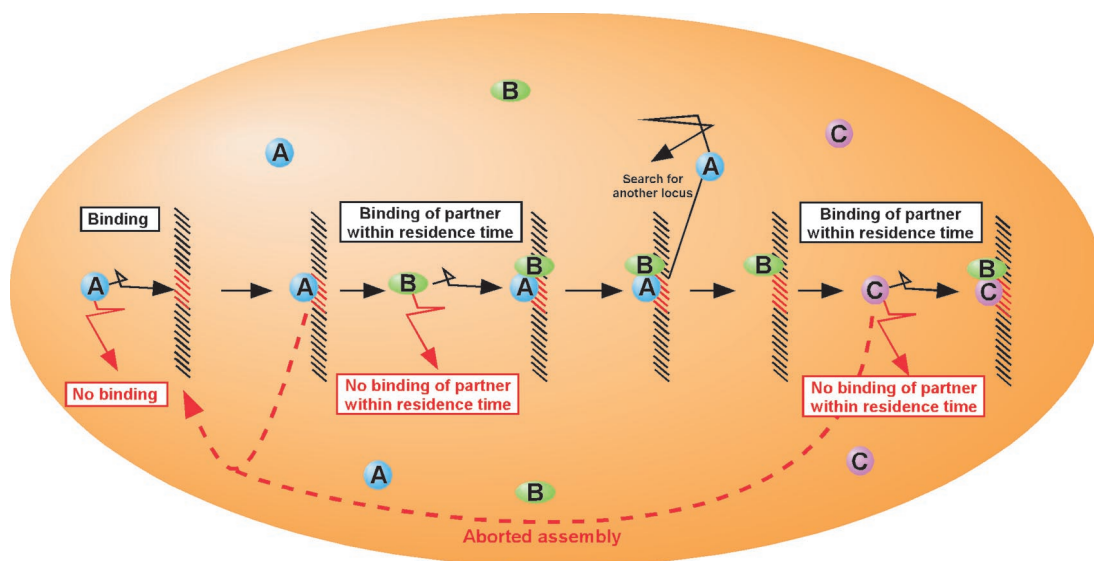 B
A
C
Search for
another locus
A
Binding
Binding of partner
within residence time
Binding of partner
within residence time
A
A
B
B
A
B
A
B
C
B
C
No binding
No binding of partner
within residence time
No binding of partner
within residence time
A
B
C
Aborted assembly